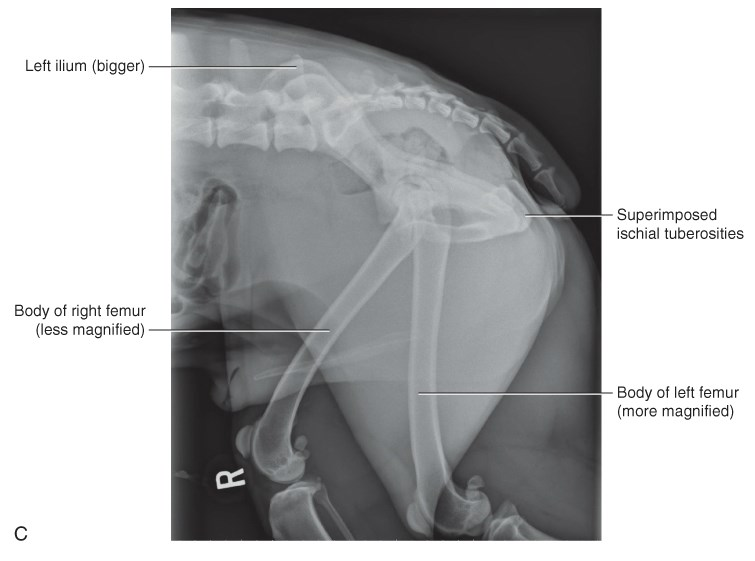 Left ilium (bigger)
Superimposed
ischial tuberosities
Body of right femur
(less magnified)
Body of left femur
(more magnified)
R
C